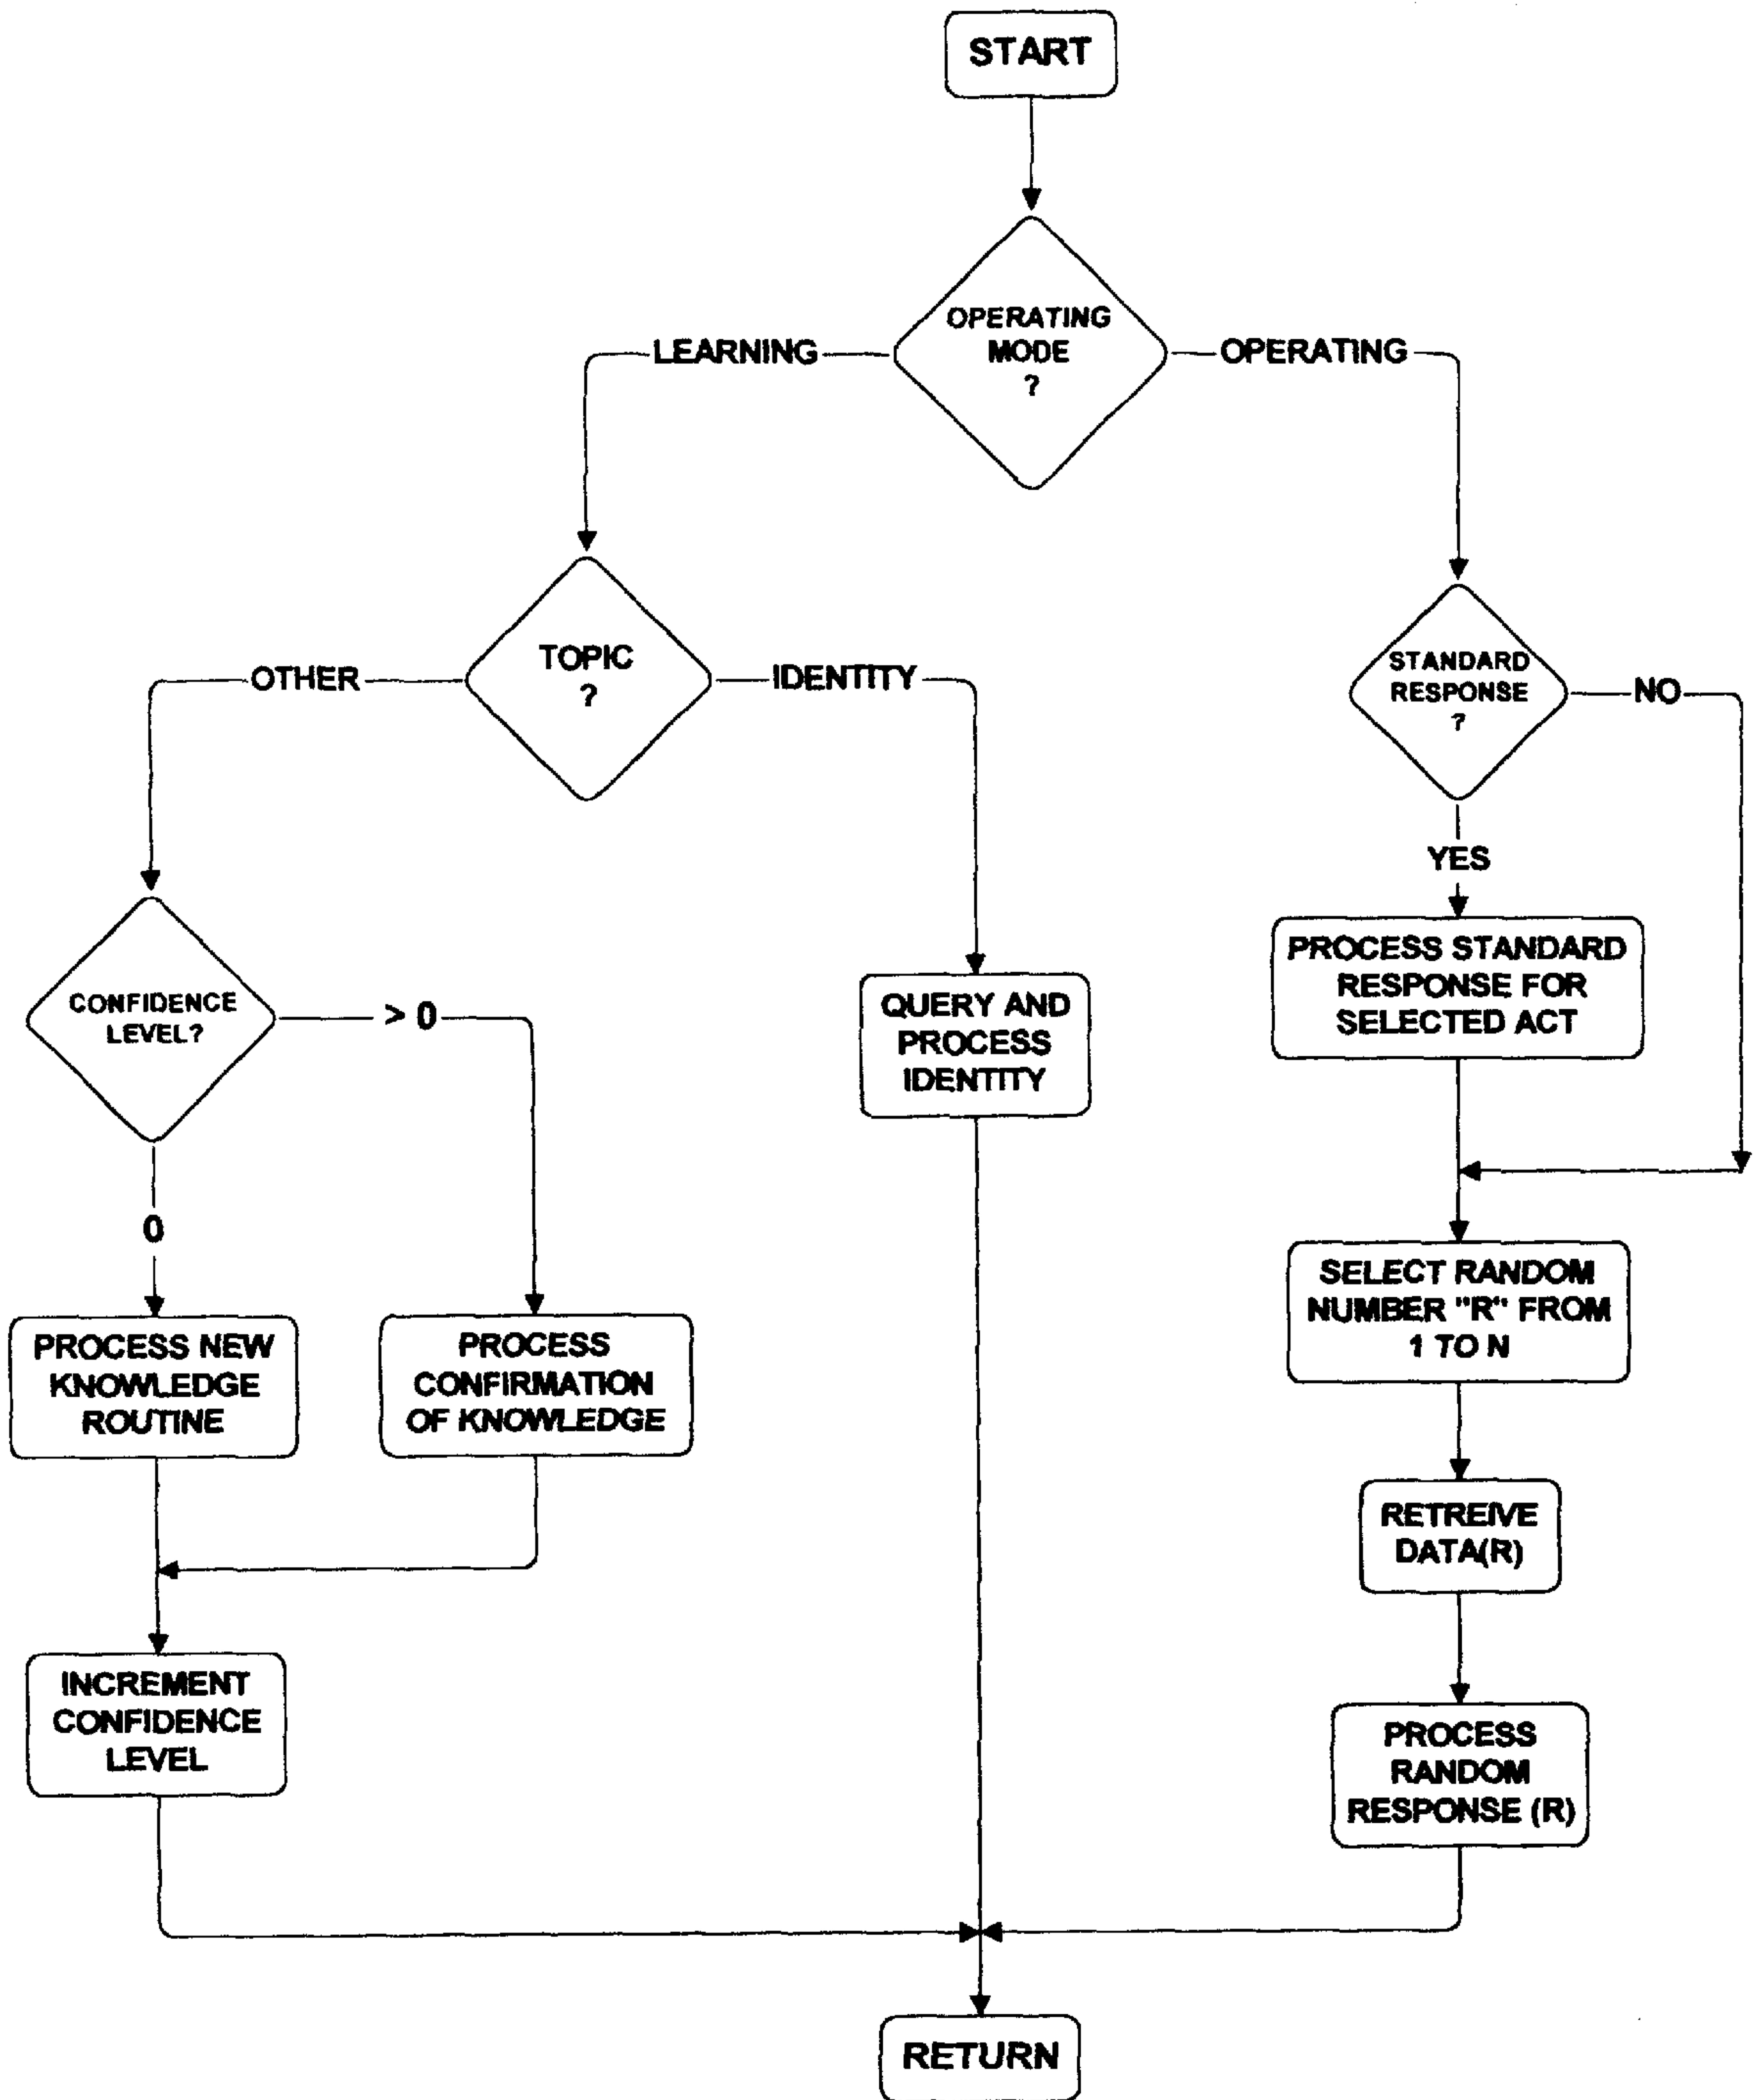 START
OPERATING
MODE
?
LEARNING
OPERATING
TOPIC
?
OTHER
IDENTITY
STANDARD
RESPONSE
?
NO
YES
CONFIDENCE
LEVEL?
> 0
0
PROCESS STANDARD
RESPONSE FOR
SELECTED ACT
QUERY AND
PROCESS
IDENTITY
SELECT RANDOM
NUMBER "R" FROM
1 TO N
PROCESS NEW
KNOWLEDGE
ROUTINE
PROCESS
CONFIRMATION
OF KNOWLEDGE
RETREIVE
DATA(R)
INCREMENT
CONFIDENCE
LEVEL
PROCESS
RANDOM
RESPONSE (R)
RETURN